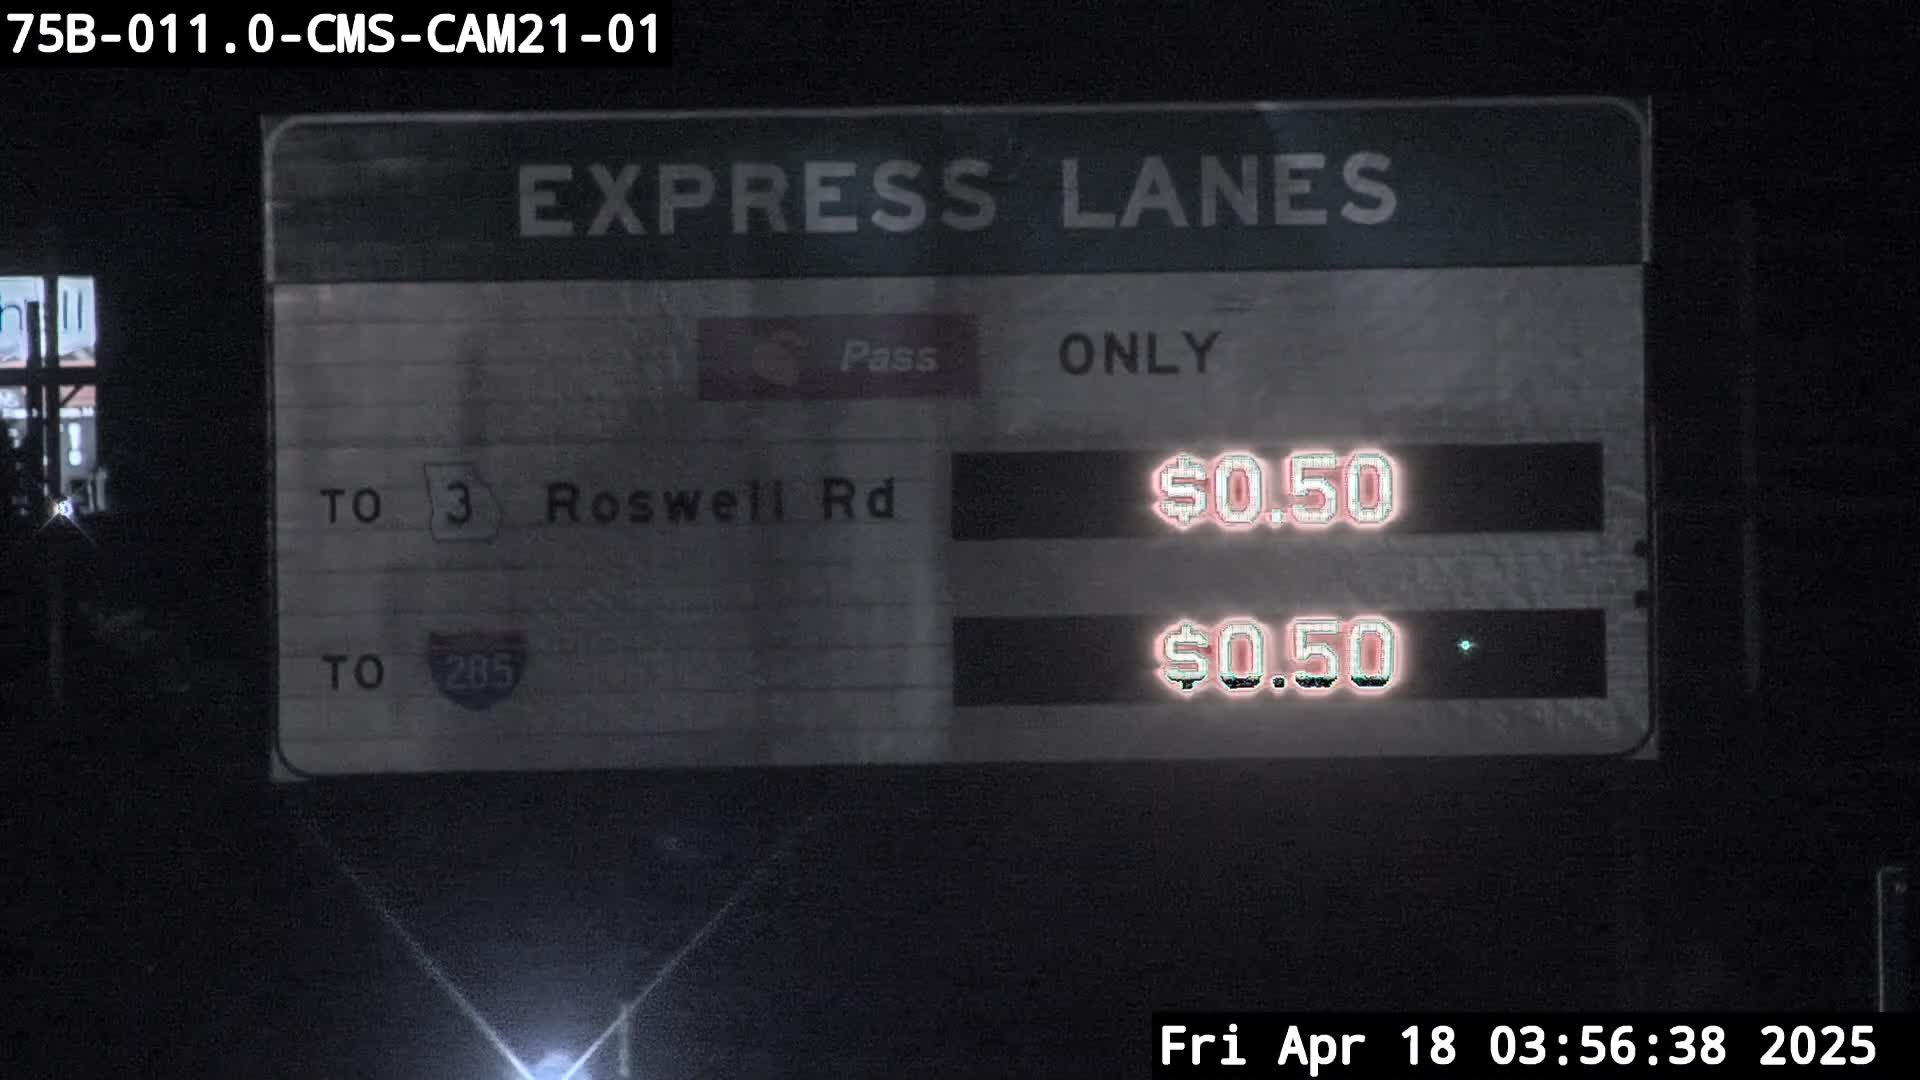 75B-011.0-CMS-CAM21-01
EXPRESS LANES
Pass ONLY
TO 3 Roswell Rd $0.50
TO 285 $0.50
Fri Apr 18 03:56:38 2025